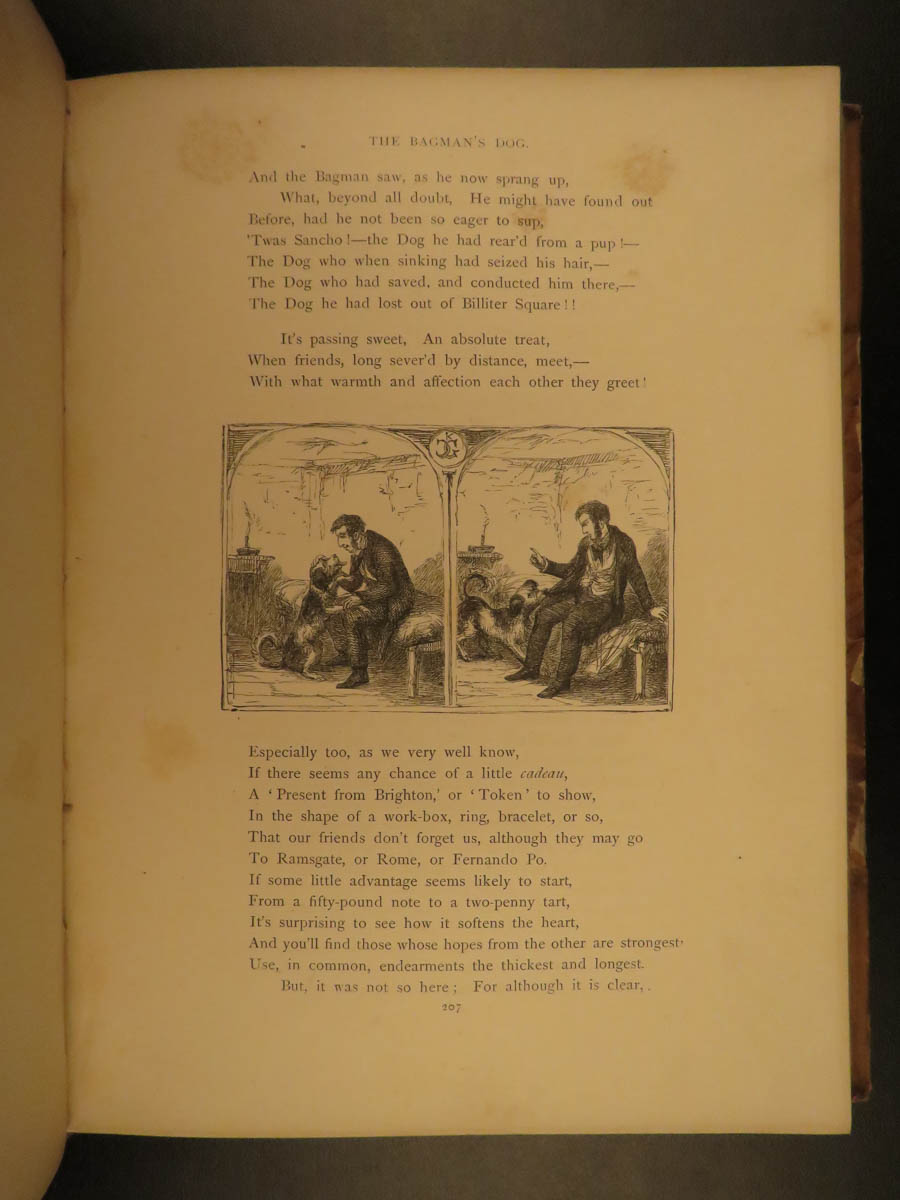 THE BAGMAN'S DOG.
And the Bagman saw, as he now sprang up,
What, beyond all doubt, He might have found out
Before, had he not been so eager to sup,
'Twas Sancho!—the Dog he had rear'd from a pup!—
The Dog who when sinking had seized his hair,—
The Dog who had saved, and conducted him there,—
The Dog he had lost out of Billiter Square!!
It's passing sweet, An absolute treat,
When friends, long sever'd by distance, meet,—
With what warmth and affection each other they greet!
Especially too, as we very well know,
If there seems any chance of a little cadeau,
A 'Present from Brighton,' or 'Token' to show,
In the shape of a work-box, ring, bracelet, or so,
That our friends don't forget us, although they may go
To Ramsgate, or Rome, or Fernando Po.
If some little advantage seems likely to start,
From a fifty-pound note to a two-penny tart,
It's surprising to see how it softens the heart,
And you'll find those whose hopes from the other are strongest,
Use, in common, endearments the thickest and longest.
But, it was not so here; For although it is clear,.
207